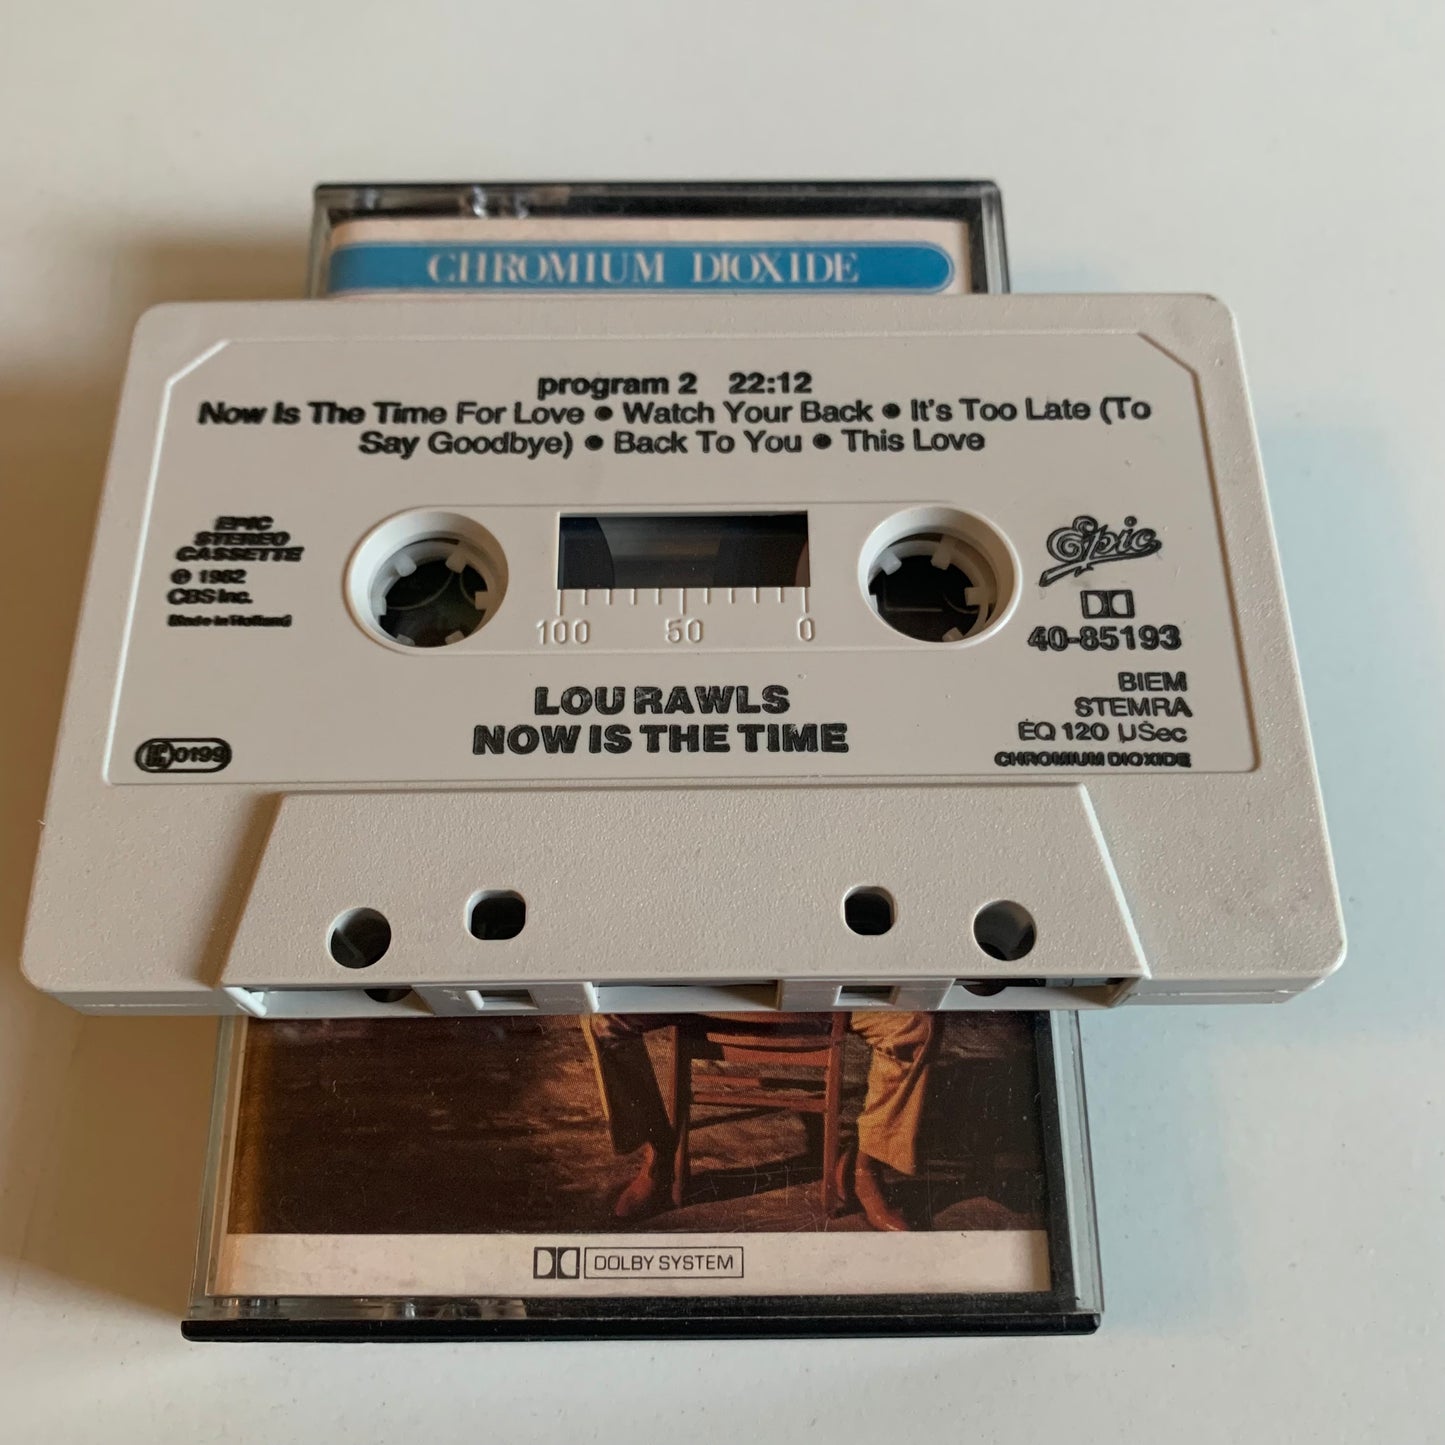 CHROMIUM DIOXIDE
program 2 22:12
Now Is The Time For Love • Watch Your Back • It's Too Late (To
Say Goodbye) • Back To You • This Love
EPIC
STEREO
CASSETTE
℗ 1982
CBS Inc.
Made in Holland
100 50 0
Epic
40-85193
BIEM
STEMRA
EQ 120 µSec
CHROMIUM DIOXIDE
LOU RAWLS
NOW IS THE TIME
0199
DOLBY SYSTEM